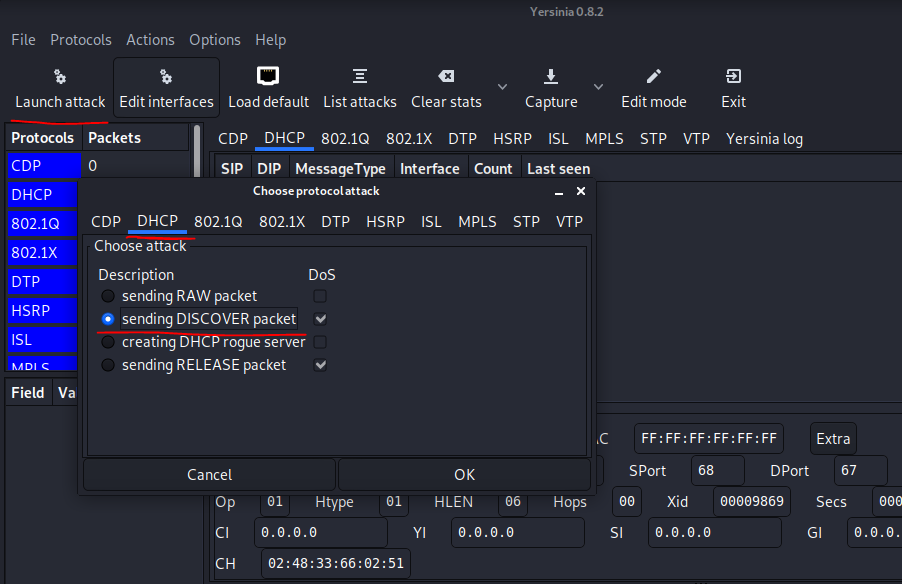 Yersinia 0.8.2
File Protocols Actions Options Help
Launch attack Edit interfaces Load default List attacks Clear stats Capture Edit mode Exit
Protocols Packets CDP DHCP 802.1Q 802.1X DTP HSRP ISL MPLS STP VTP Yersinia log
CDP 0 SIP DIP MessageType Interface Count Last seen
DHCP
802.1Q
802.1X
DTP
HSRP
ISL
MPLS
Field Va
Choose protocol attack
CDP DHCP 802.1Q 802.1X DTP HSRP ISL MPLS STP VTP
Choose attack
Description DoS
sending RAW packet
sending DISCOVER packet
creating DHCP rogue server
sending RELEASE packet
Cancel OK
AC FF:FF:FF:FF:FF:FF Extra
SPort 68 DPort 67
Op 01 Htype 01 HLEN 06 Hops 00 Xid 00009869 Secs 000
CI 0.0.0.0 YI 0.0.0.0 SI 0.0.0.0 GI 0.0.0.
CH 02:48:33:66:02:51